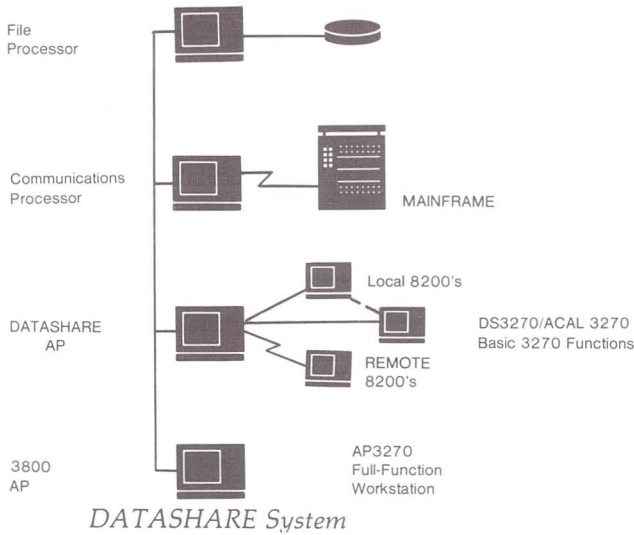 File
Processor
Communications
Processor
MAINFRAME
Local 8200's
DATASHARE
AP
DS3270/ACAL 3270
Basic 3270 Functions
REMOTE
8200's
3800
AP
AP3270
Full-Function
Workstation
DATASHARE System